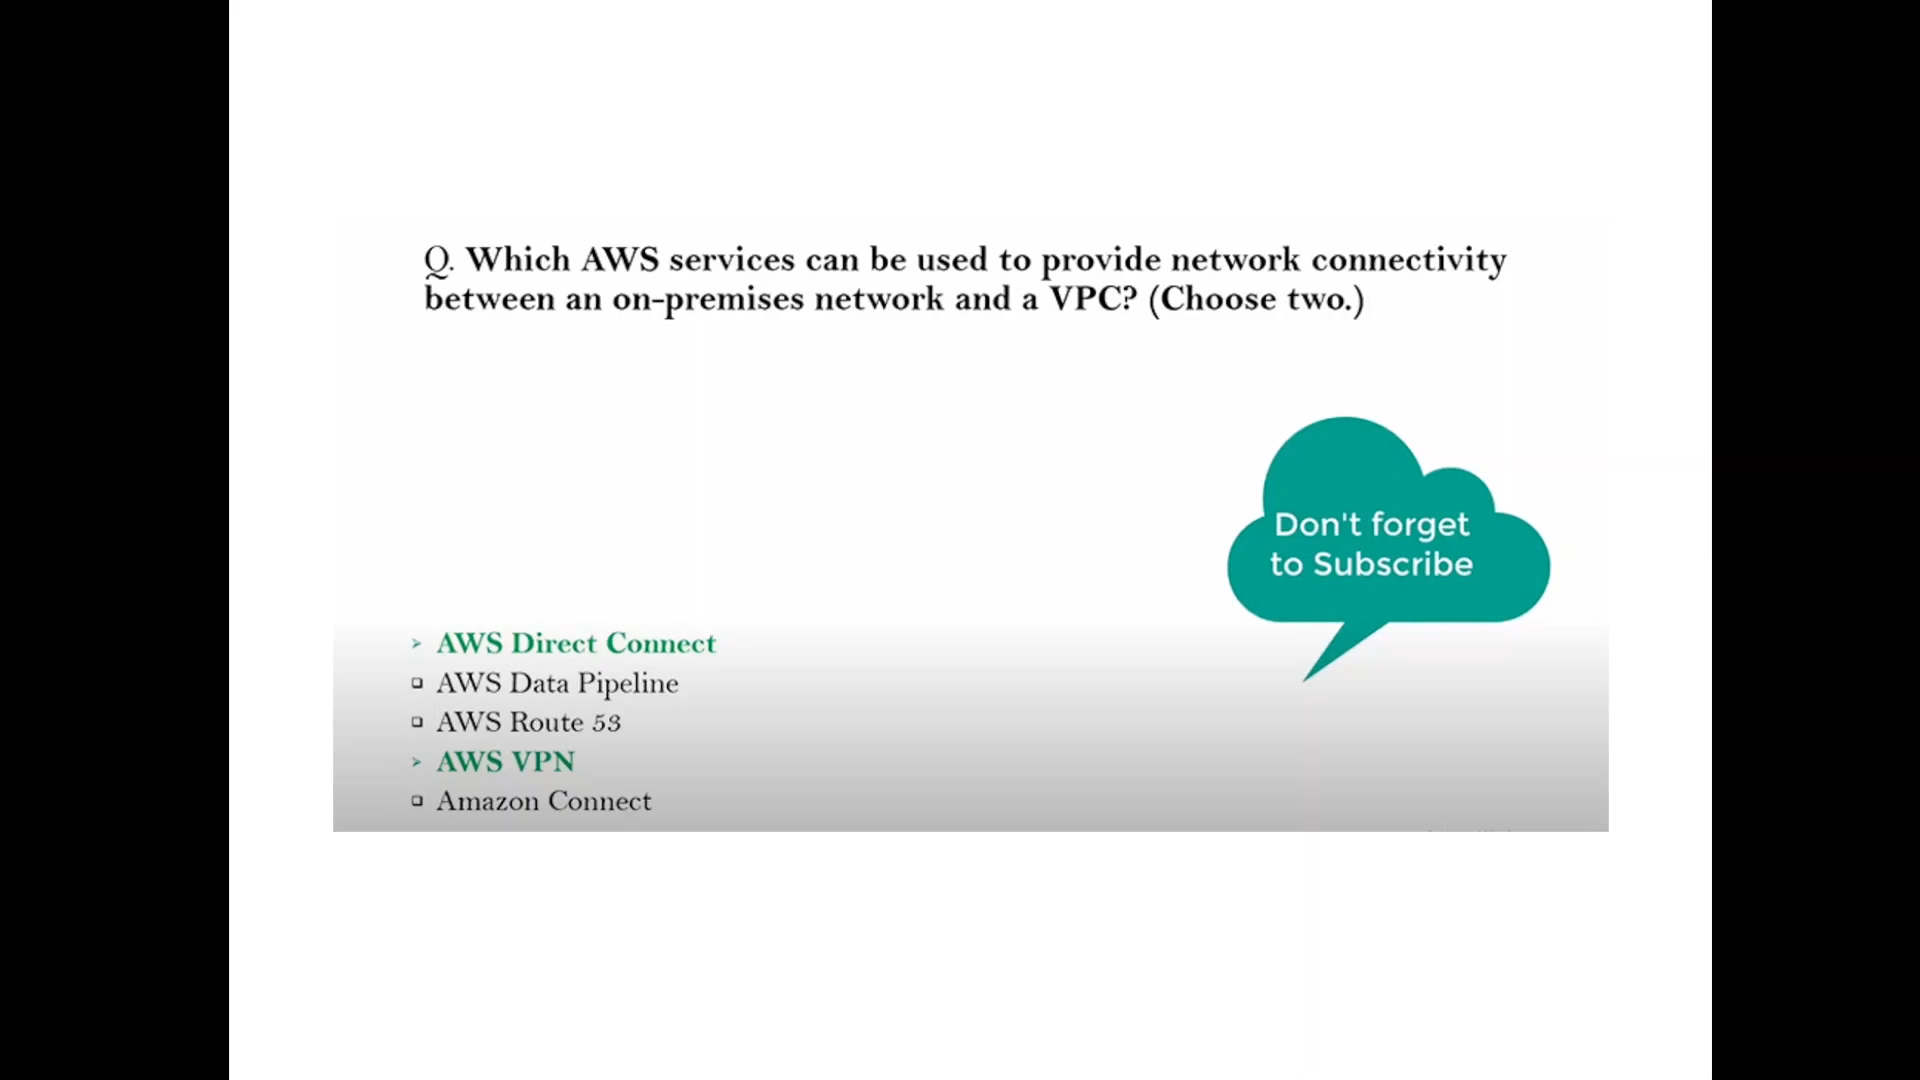 Q. Which AWS services can be used to provide network connectivity
between an on-premises network and a VPC? (Choose two.)
Don't forget
to Subscribe
AWS Direct Connect
AWS Data Pipeline
AWS Route 53
AWS VPN
Amazon Connect